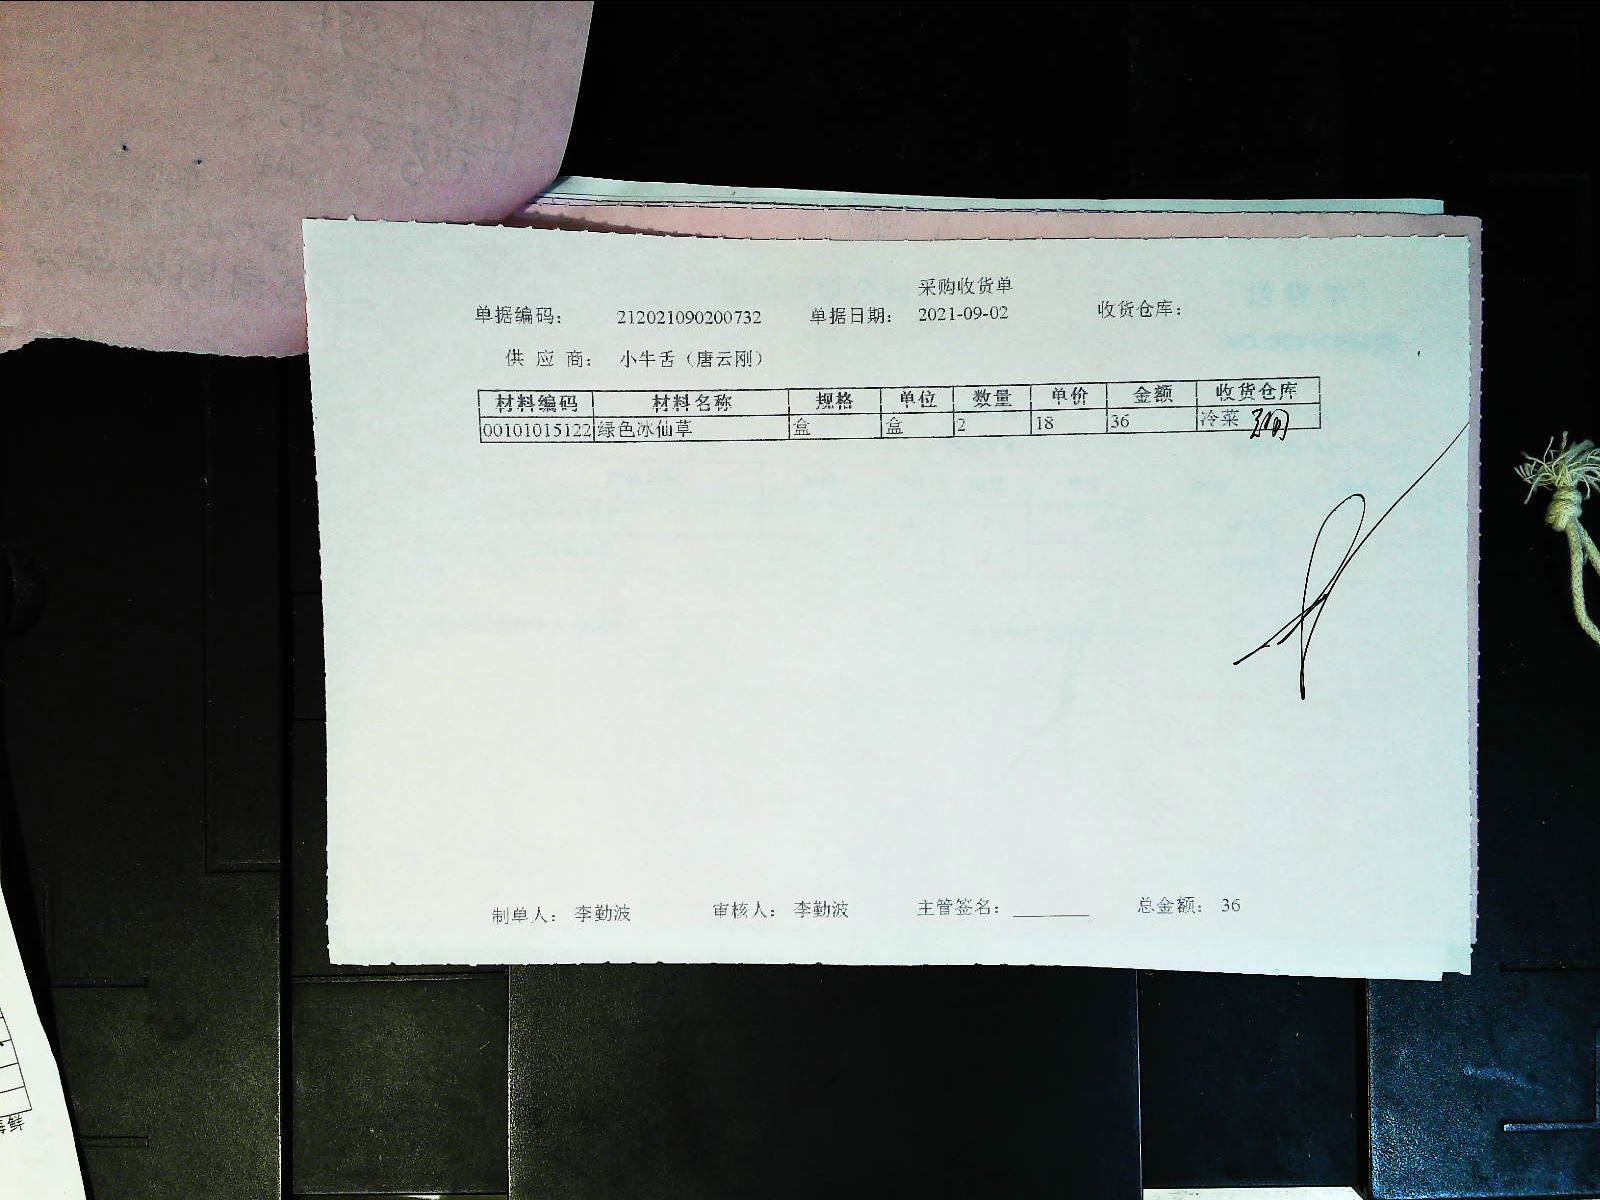 采购收货单
单据编码： 212021090200732 单据日期： 2021-09-02 收货仓库：
供 应 商： 小牛舌（唐云刚）
材料编码 材料名称 规格 单位 数量 单价 金额 收货仓库
00101015122 绿色冰仙草 盒 盒 2 18 36 冷菜
制单人： 李勤波 审核人： 李勤波 主管签名：________ 总金额： 36